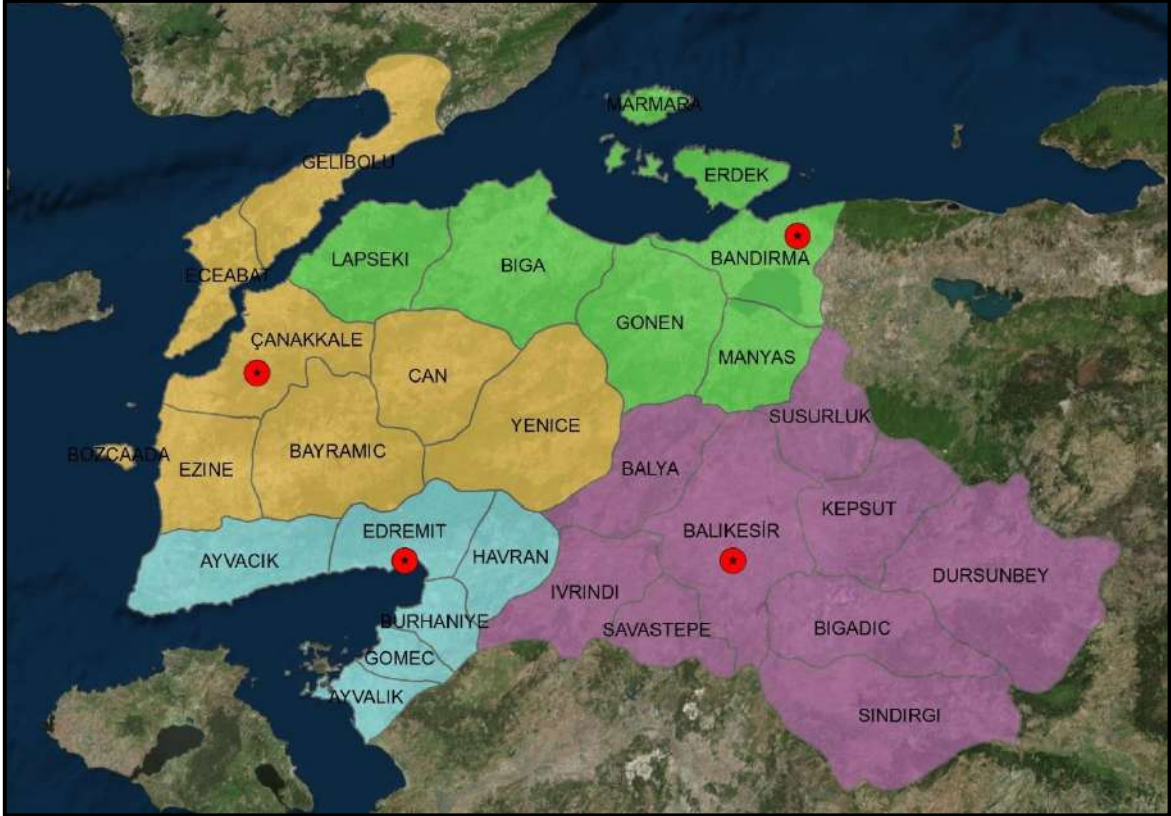 MARMARA
GELIBOLU
ERDEK
LAPSEKI
BIGA
BANDIRMA
ECEABAT
GONEN
ÇANAKKALE
MANYAS
CAN
SUSURLUK
YENICE
BOZCAADA
EZINE
BAYRAMIC
BALYA
KEPSUT
EDREMIT
BALIKESİR
AYVACIK
HAVRAN
DURSUNBEY
IVRINDI
BURHANIYE
SAVASTEPE
BIGADIC
GOMEC
AYVALIK
SINDIRGI